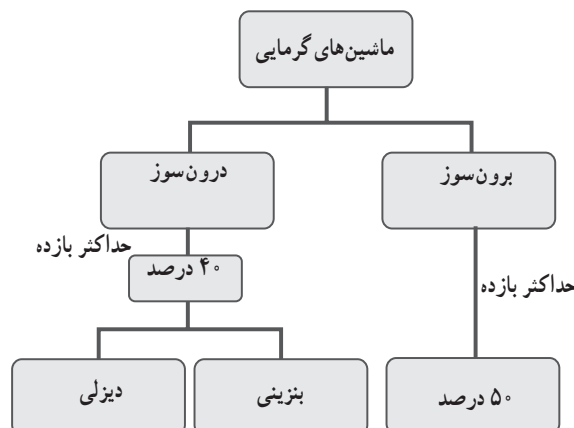 ماشین‌های گرمایی
برون‌سوز
درون‌سوز
حداکثر بازده
۴۰ درصد
حداکثر بازده
۵۰ درصد
بنزینی
دیزلی